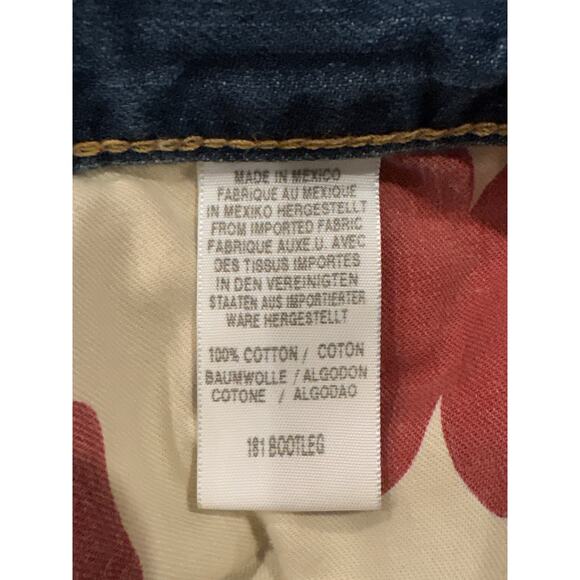 MADE IN MEXICO
FABRIQUE AU MEXIQUE
IN MEXIKO HERGESTELLT
FROM IMPORTED FABRIC
FABRIQUE AUX E.U. AVEC
DES TISSUS IMPORTES
IN DEN VEREINIGTEN
STAATEN AUS IMPORTIERTER
WARE HERGESTELLT
100% COTTON / COTON
BAUMWOLLE / ALGODON
COTONE / ALGODAO
181 BOOTLEG